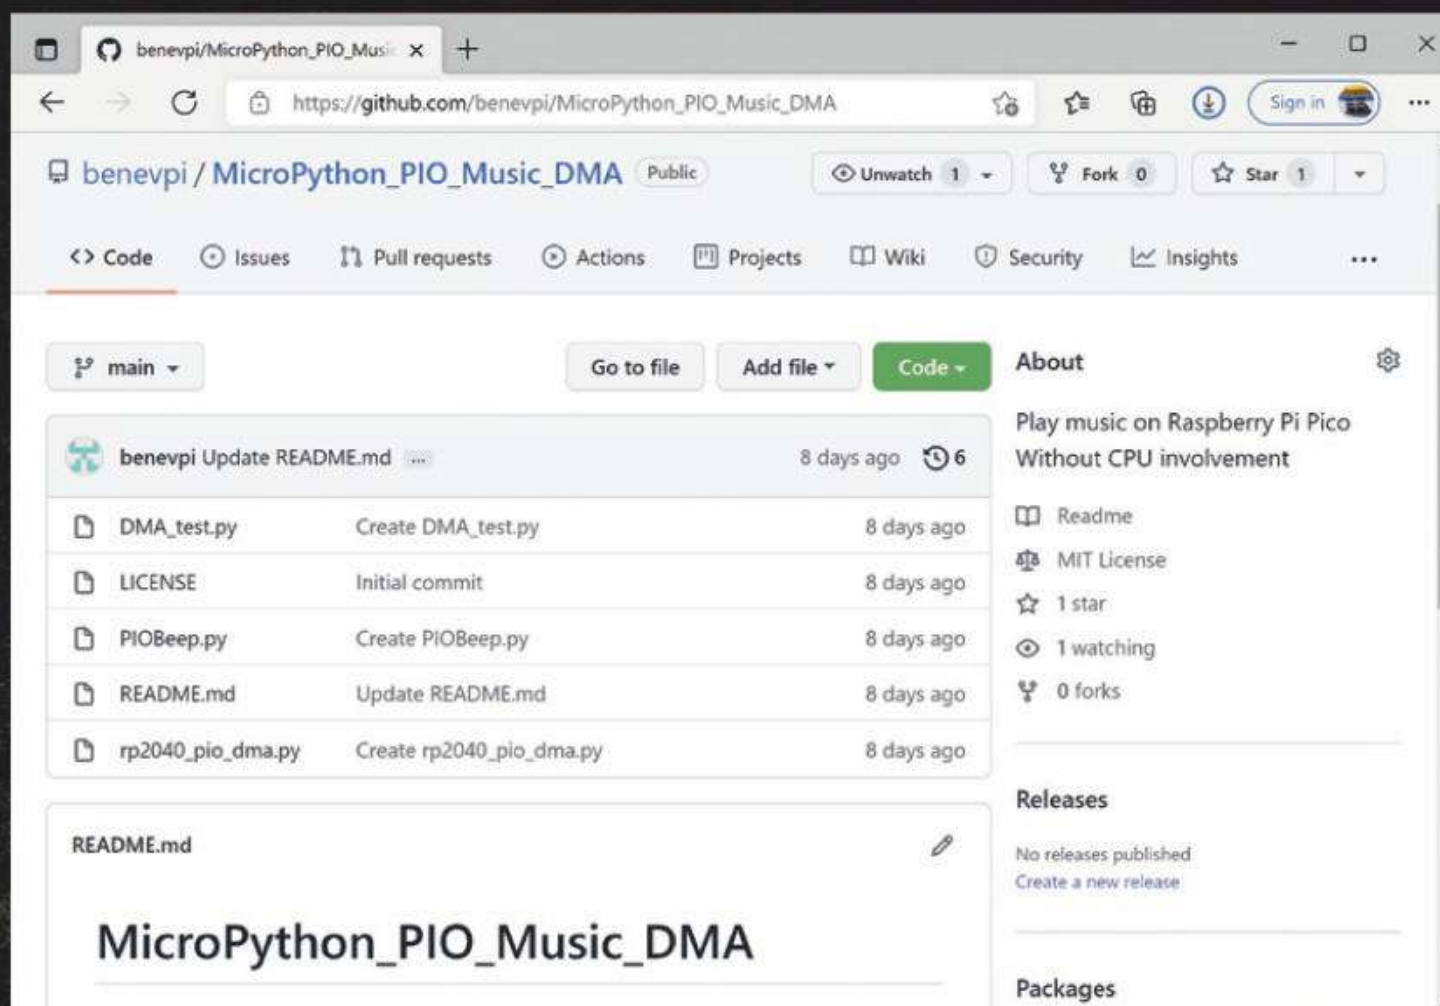 benevpi/MicroPython_PIO_Musi
https://github.com/benevpi/MicroPython_PIO_Music_DMA
Sign in
benevpi / MicroPython_PIO_Music_DMA Public
Unwatch 1
Fork 0
Star 1
<> Code
Issues
Pull requests
Actions
Projects
Wiki
Security
Insights
...
main
Go to file
Add file
Code
benevpi Update README.md ... 8 days ago 6
DMA_test.py Create DMA_test.py 8 days ago
LICENSE Initial commit 8 days ago
PIOBeep.py Create PIOBeep.py 8 days ago
README.md Update README.md 8 days ago
rp2040_pio_dma.py Create rp2040_pio_dma.py 8 days ago
README.md
MicroPython_PIO_Music_DMA
About
Play music on Raspberry Pi Pico
Without CPU involvement
Readme
MIT License
1 star
1 watching
0 forks
Releases
No releases published
Create a new release
Packages